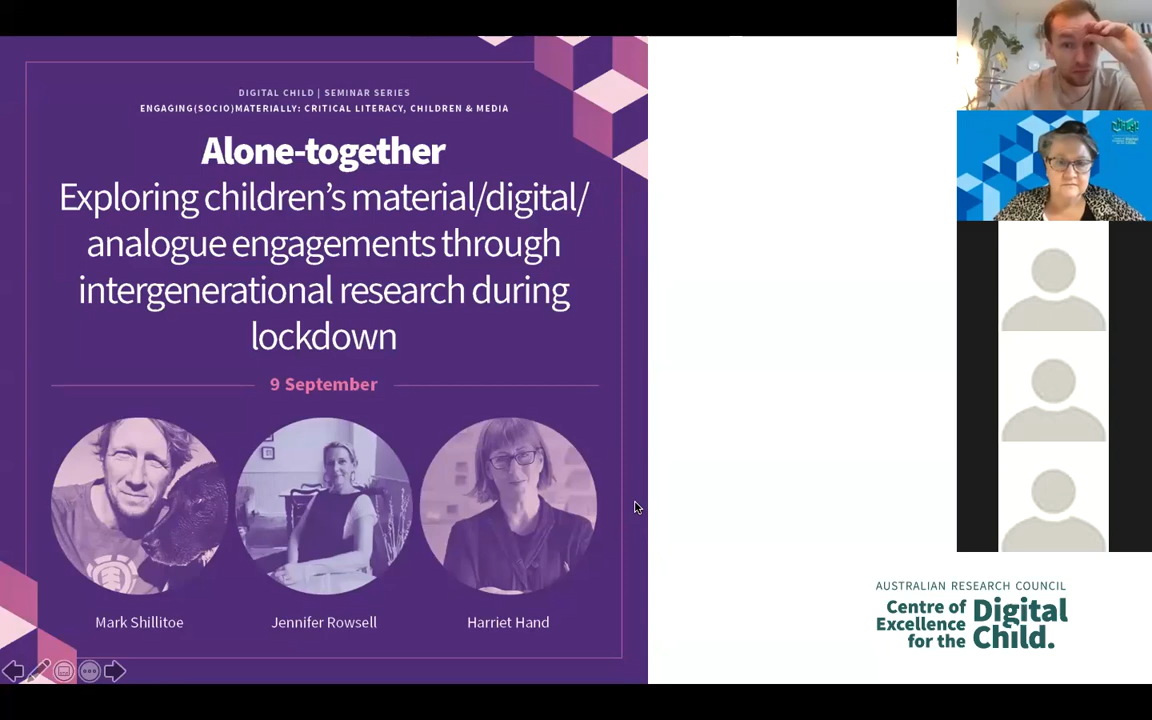 DIGITAL CHILD | SEMINAR SERIES
ENGAGING(SOCIO)MATERIALLY: CRITICAL LITERACY, CHILDREN & MEDIA
Alone-together
Exploring children's material/digital/
analogue engagements through
intergenerational research during
lockdown
9 September
Mark Shillitoe
Jennifer Rowsell
Harriet Hand
AUSTRALIAN RESEARCH COUNCIL
Centre of
Excellence
for the
Digital
Child.